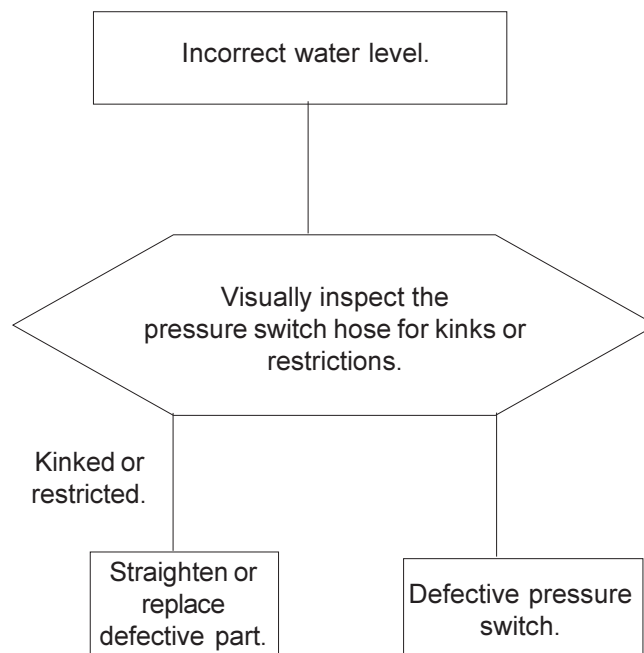 Incorrect water level.
Visually inspect the
pressure switch hose for kinks or
restrictions.
Kinked or
restricted.
Straighten or
replace
defective part.
Defective pressure
switch.